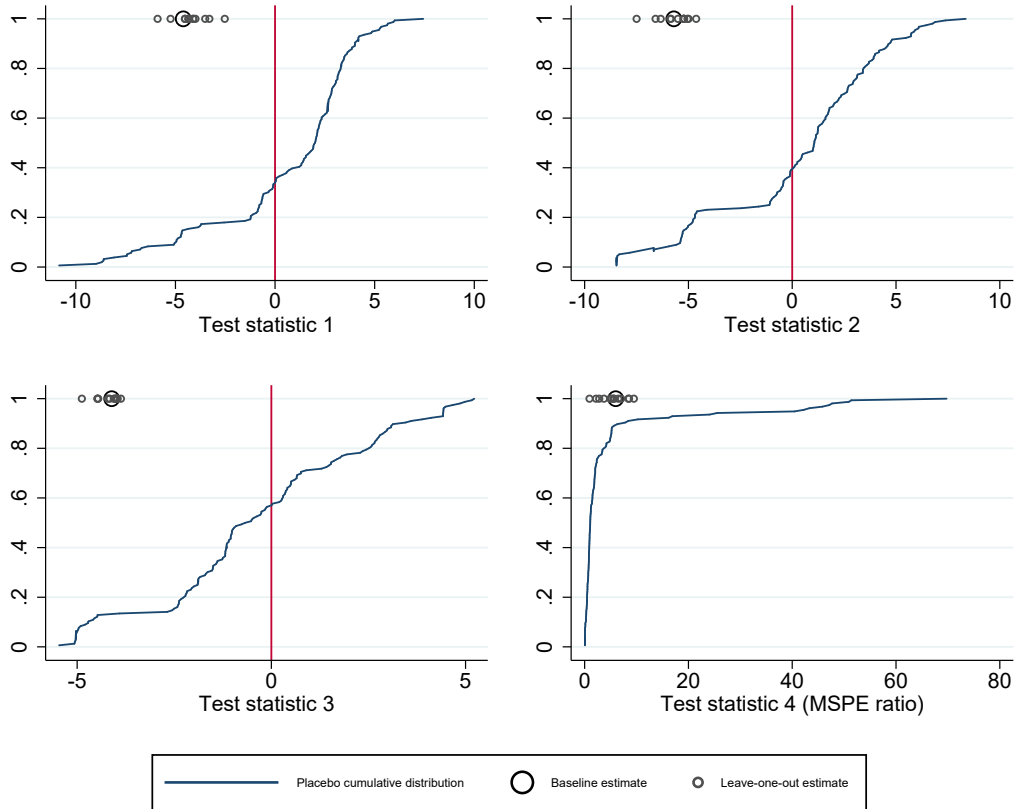 1
.8
.6
.4
.2
0
-10 -5 0 5 10
Test statistic 1
1
.8
.6
.4
.2
0
-10 -5 0 5 10
Test statistic 2
1
.8
.6
.4
.2
0
-5 0 5
Test statistic 3
1
.8
.6
.4
.2
0
0 20 40 60 80
Test statistic 4 (MSPE ratio)
Placebo cumulative distribution Baseline estimate Leave-one-out estimate